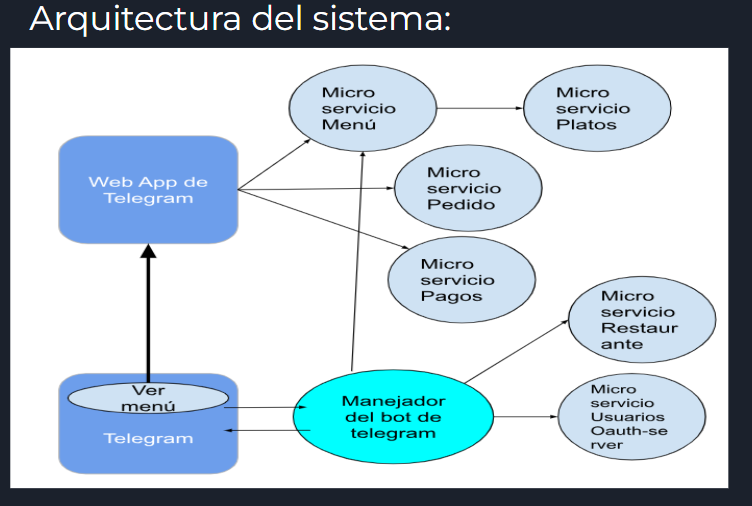 Arquitectura del sistema:
Micro
servicio
Menú
Micro
servicio
Platos
Web App de
Telegram
Micro
servicio
Pedido
Micro
servicio
Pagos
Micro
servicio
Restaur
ante
Ver
menú
Telegram
Manejador
del bot de
telegram
Micro
servicio
Usuarios
Oauth-se
rver